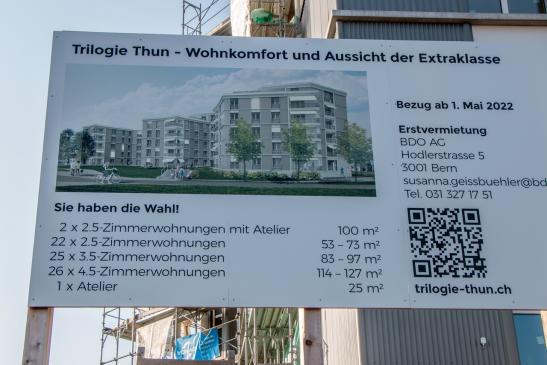 Trilogie Thun - Wohnkomfort und Aussicht der Extraklasse
Bezug ab 1. Mai 2022
Erstvermietung
BDO AG
Hodlerstrasse 5
3001 Bern
susanna.geissbuehler@bd
Tel. 031 327 17 51
trilogie-thun.ch
Sie haben die Wahl!
2 x 2.5-Zimmerwohnungen mit Atelier 100 m²
22 x 2.5-Zimmerwohnungen 53 – 73 m²
25 x 3.5-Zimmerwohnungen 83 – 97 m²
26 x 4.5-Zimmerwohnungen 114 – 127 m²
1 x Atelier 25 m²